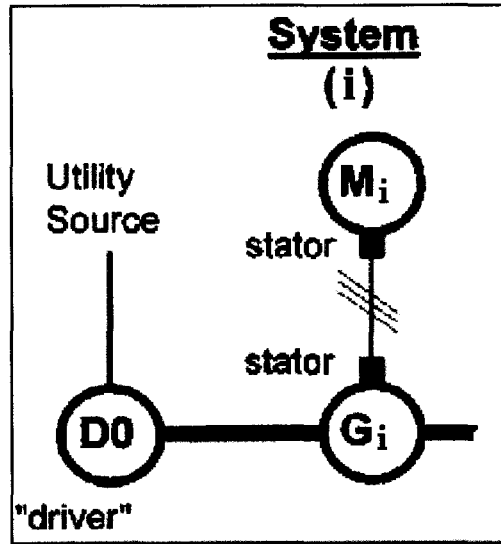 System
(i)
Mi
Utility
Source
stator
stator
D0
Gi
"driver"